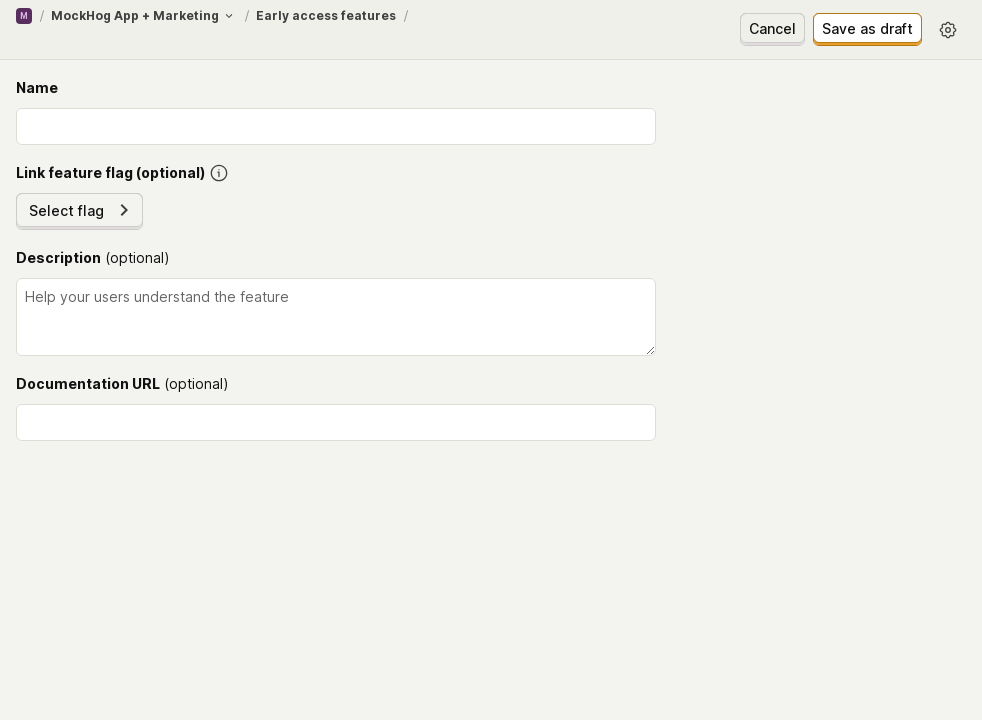 M / MockHog App + Marketing / Early access features /
Cancel
Save as draft
Name
Link feature flag (optional)
Select flag
Description (optional)
Help your users understand the feature
Documentation URL (optional)